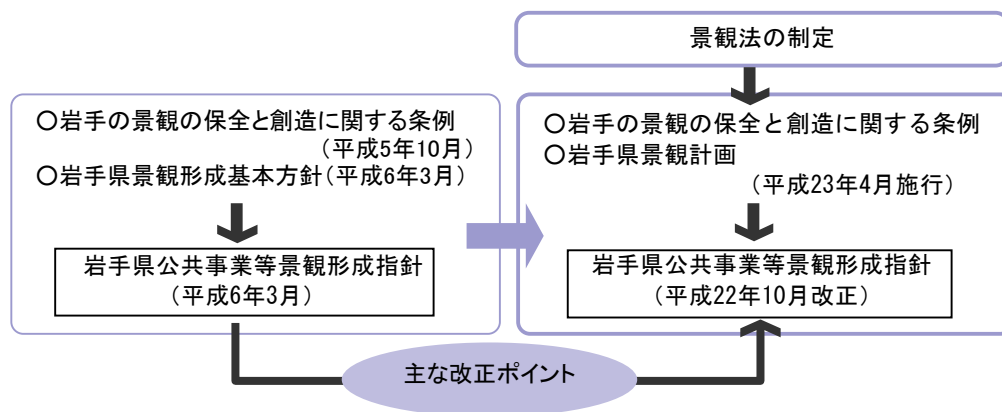 景観法の制定
○岩手の景観の保全と創造に関する条例
(平成5年10月)
○岩手県景観形成基本方針(平成6年3月)
岩手県公共事業等景観形成指針
(平成6年3月)
○岩手の景観の保全と創造に関する条例
○岩手県景観計画
(平成23年4月施行)
岩手県公共事業等景観形成指針
(平成22年10月改正)
主な改正ポイント